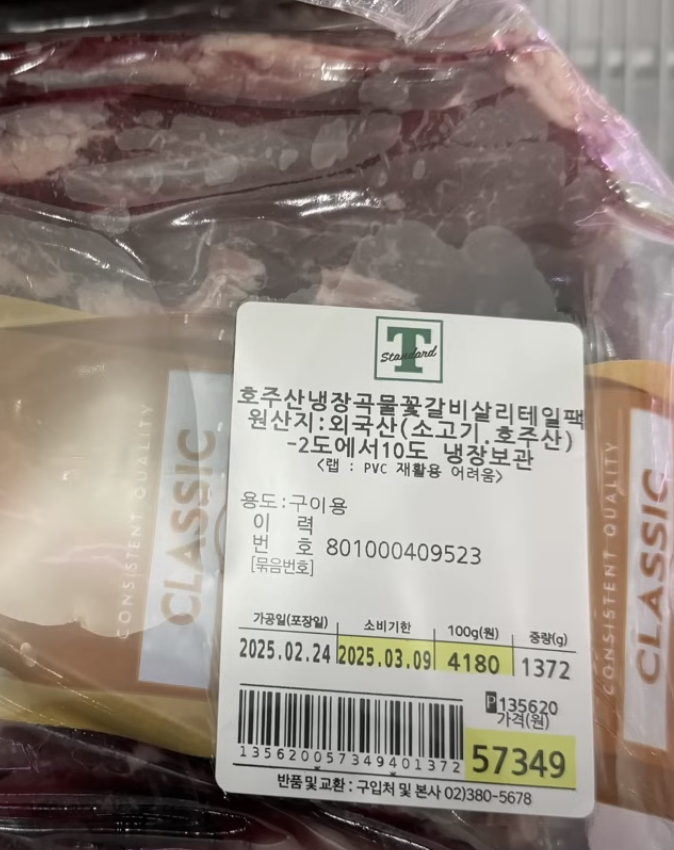 T
Standard
호주산냉장곡물꽃갈비살리테일팩
원산지:외국산(소고기.호주산)
-2도에서10도 냉장보관
<랩 : PVC 재활용 어려움>
용도:구이용
이 력
번 호 801000409523
[묶음번호]
가공일(포장일) 소비기한 100g(원) 중량(g)
2025.02.24 2025.03.09 4180 1372
P135620
가격(원)
57349
135620057349401372
반품및교환 : 구입처 및 본사 02)380-5678
CONSISTENT QUALITY
CLASSIC
CONSISTENT QUALITY
CLASSIC